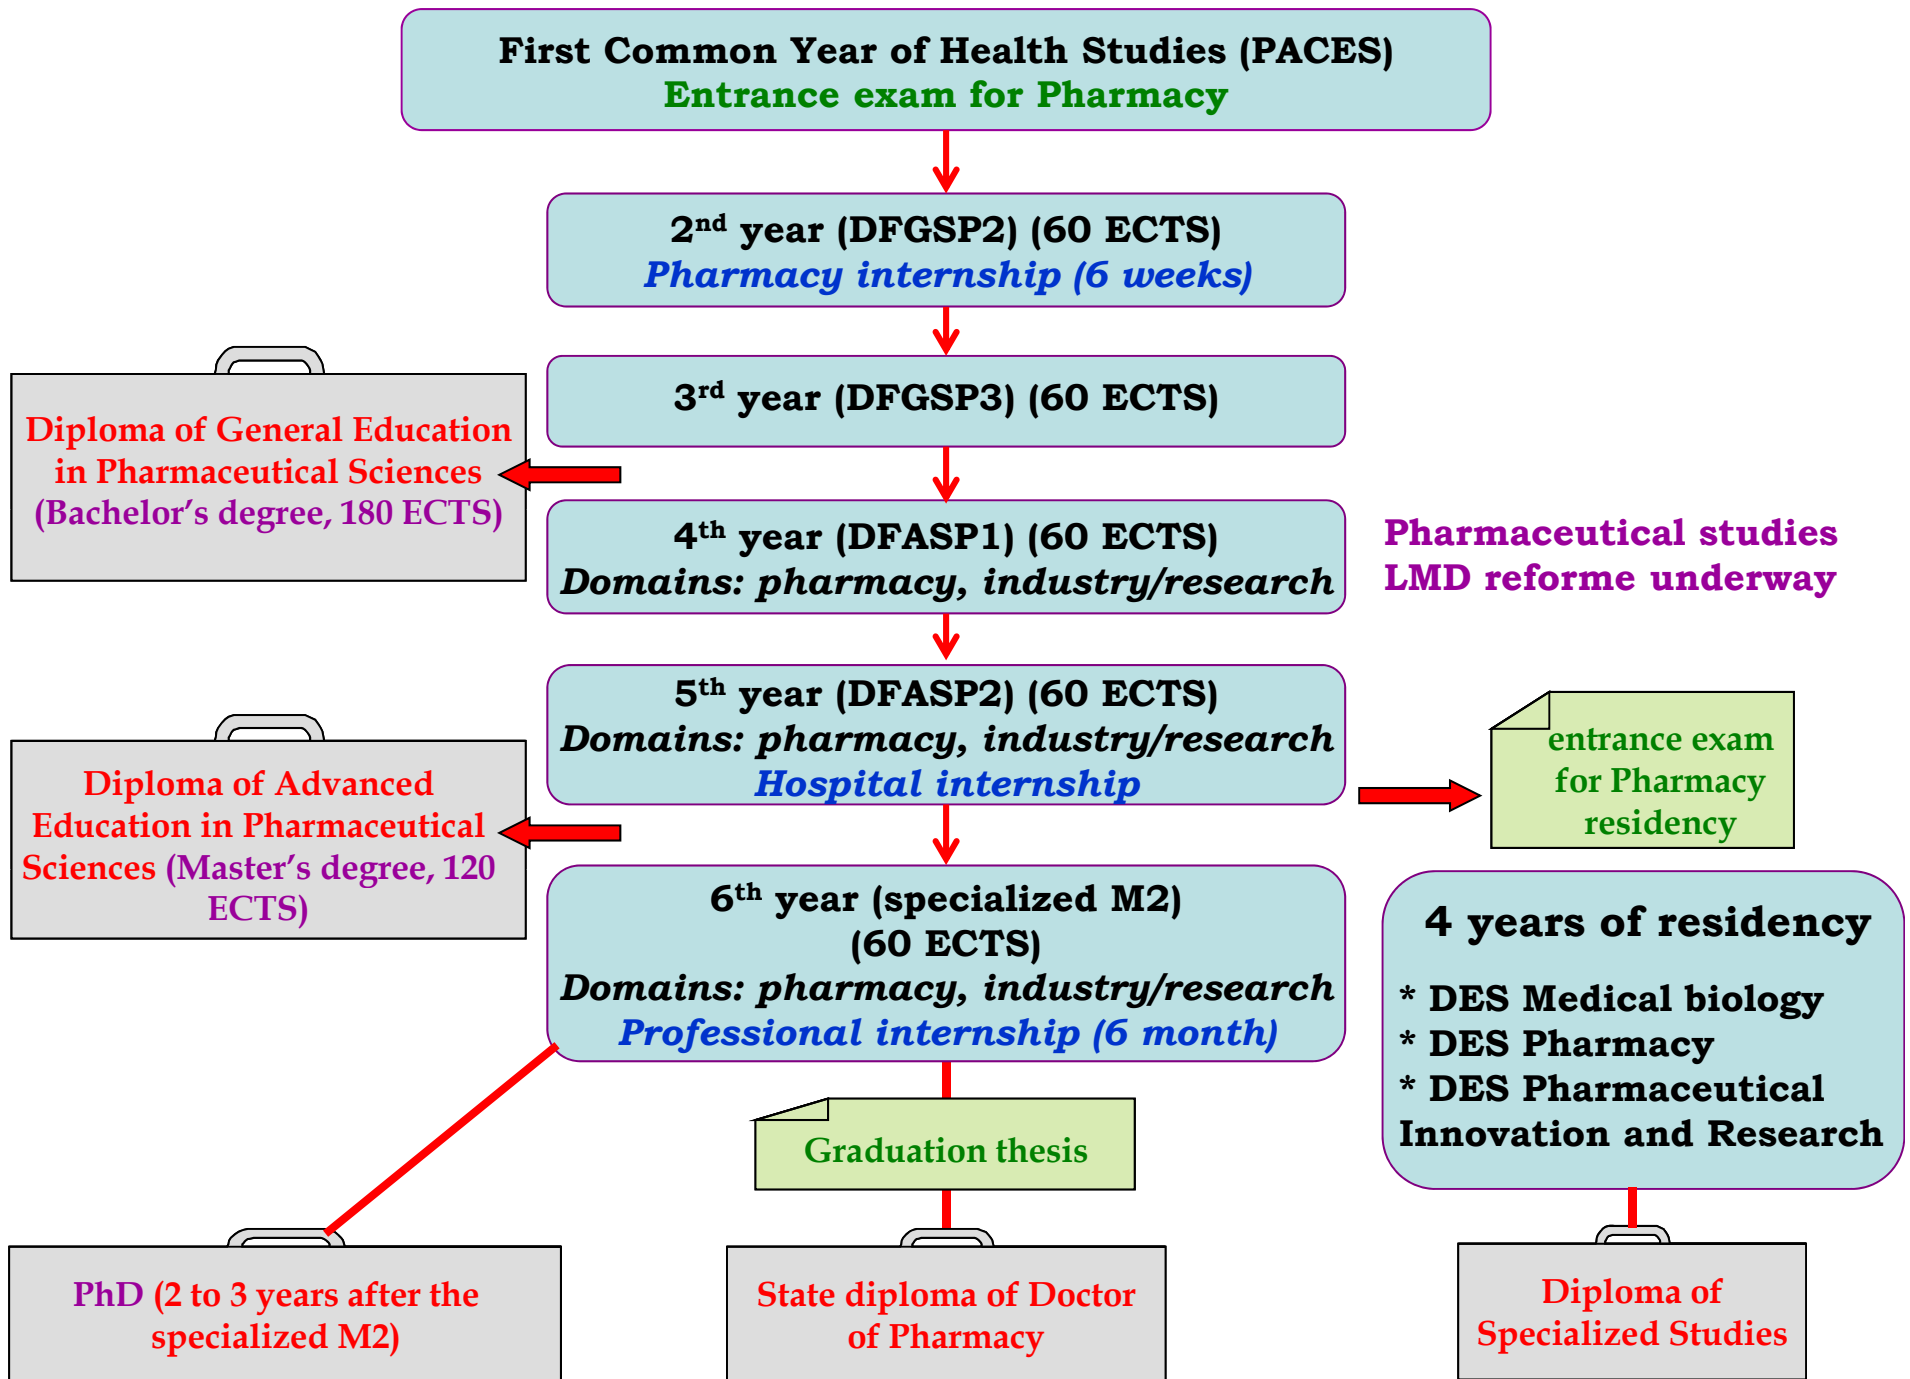 First Common Year of Health Studies (PACES)
Entrance exam for Pharmacy
2nd year (DFGSP2) (60 ECTS)
Pharmacy internship (6 weeks)
3rd year (DFGSP3) (60 ECTS)
Diploma of General Education
in Pharmaceutical Sciences
(Bachelor’s degree, 180 ECTS)
4th year (DFASP1) (60 ECTS)
Domains: pharmacy, industry/research
Pharmaceutical studies
LMD reforme underway
5th year (DFASP2) (60 ECTS)
Domains: pharmacy, industry/research
Hospital internship
entrance exam
for Pharmacy
residency
Diploma of Advanced
Education in Pharmaceutical
Sciences (Master’s degree, 120
ECTS)
6th year (specialized M2)
(60 ECTS)
Domains: pharmacy, industry/research
Professional internship (6 month)
4 years of residency
* DES Medical biology
* DES Pharmacy
* DES Pharmaceutical
Innovation and Research
Graduation thesis
PhD (2 to 3 years after the
specialized M2)
State diploma of Doctor
of Pharmacy
Diploma of
Specialized Studies